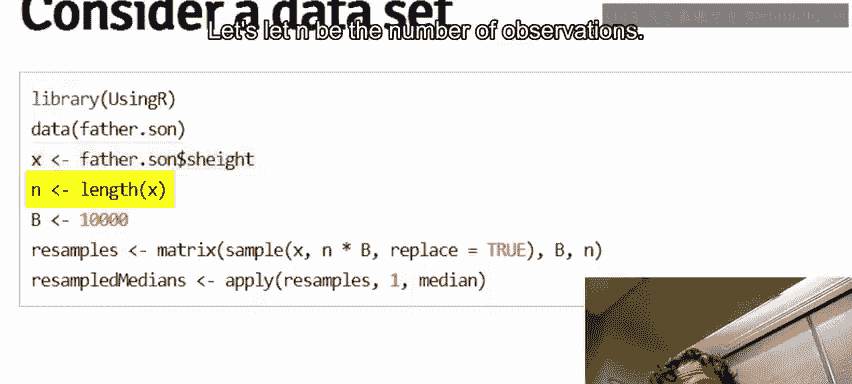 Consider a data set
Let's let n be the number of observations.
library(UsingR)
data(father.son)
x <- father.son$sheight
n <- length(x)
B <- 10000
resamples <- matrix(sample(x, n * B, replace = TRUE), B, n)
resampledMedians <- apply(resamples, 1, median)